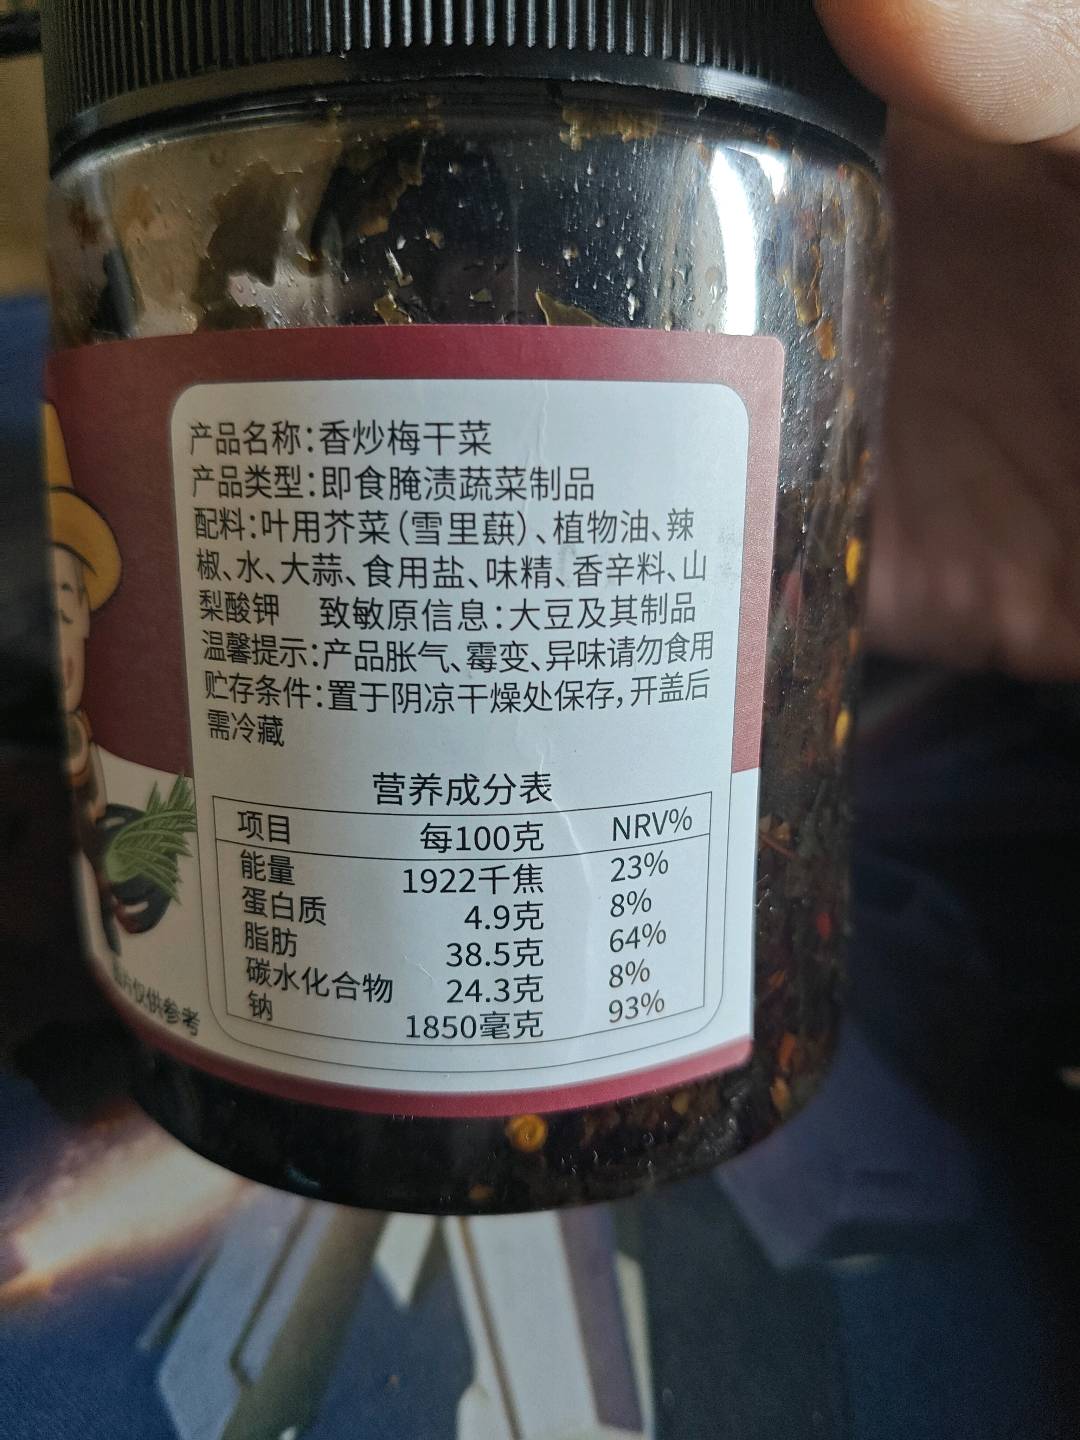 产品名称：香炒梅干菜
产品类型：即食腌渍蔬菜制品
配料：叶用芥菜（雪里蕻）、植物油、辣
椒、水、大蒜、食用盐、味精、香辛料、山
梨酸钾 致敏原信息：大豆及其制品
温馨提示：产品胀气、霉变、异味请勿食用
贮存条件：置于阴凉干燥处保存，开盖后
需冷藏
营养成分表
项目 每100克 NRV%
能量 1922千焦 23%
蛋白质 4.9克 8%
脂肪 38.5克 64%
碳水化合物 24.3克 8%
钠 1850毫克 93%
片仅供参考